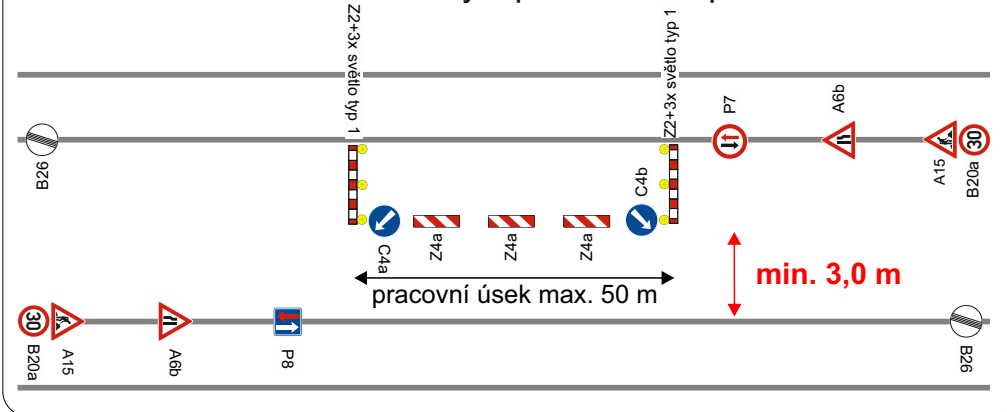 Z2+3x světlo typ 1
Z2+3x světlo typ 1
P7
A6b
A15
30
B20a
B26
C4a
Z4a
Z4a
Z4a
C4b
min. 3,0 m
pracovní úsek max. 50 m
30
B20a
A15
A6b
P8
B26